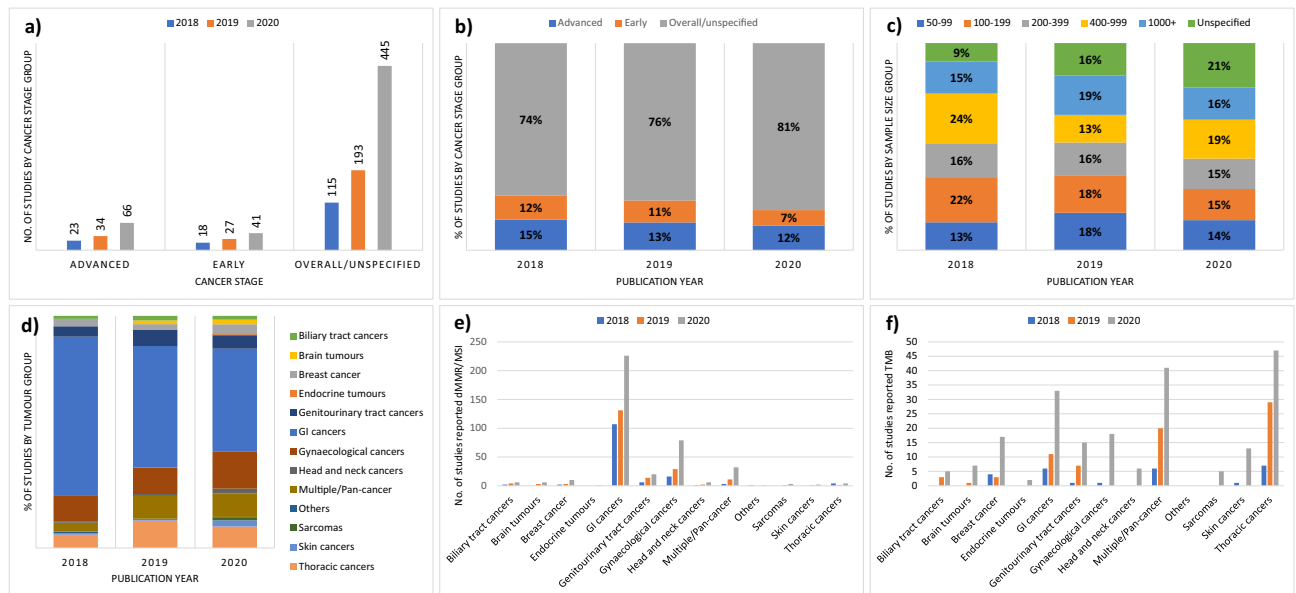 a)
2018 2019 2020
NO. OF STUDIES BY CANCER STAGE GROUP
23
34
66
18
27
41
115
193
445
ADVANCED EARLY OVERALL/UNSPECIFIED
CANCER STAGE
b)
Advanced Early Overall/unspecified
% OF STUDIES BY CANCER STAGE GROUP
74% 76% 81%
12% 11% 7%
15% 13% 12%
2018 2019 2020
PUBLICATION YEAR
c)
50-99 100-199 200-399 400-999 1000+ Unspecified
% OF STUDIES BY SAMPLE SIZE GROUP
9% 16% 21%
15% 19% 16%
24% 13% 19%
16% 16% 15%
22% 18% 15%
13% 18% 14%
2018 2019 2020
PUBLICATION YEAR
d)
% OF STUDIES BY TUMOUR GROUP
2018 2019 2020
PUBLICATION YEAR
Biliary tract cancers
Brain tumours
Breast cancer
Endocrine tumours
Genitourinary tract cancers
GI cancers
Gynaecological cancers
Head and neck cancers
Multiple/Pan-cancer
Others
Sarcomas
Skin cancers
Thoracic cancers
e)
2018 2019 2020
No. of studies reported dMMR/MSI
250
200
150
100
50
0
Biliary tract cancers
Brain tumours
Breast cancer
Endocrine tumours
GI cancers
Genitourinary tract cancers
Gynaecological cancers
Head and neck cancers
Multiple/Pan-cancer
Others
Sarcomas
Skin cancers
Thoracic cancers
f)
2018 2019 2020
No. of studies reported TMB
50
45
40
35
30
25
20
15
10
5
0
Biliary tract cancers
Brain tumours
Breast cancer
Endocrine tumours
GI cancers
Genitourinary tract cancers
Gynaecological cancers
Head and neck cancers
Multiple/Pan-cancer
Others
Sarcomas
Skin cancers
Thoracic cancers